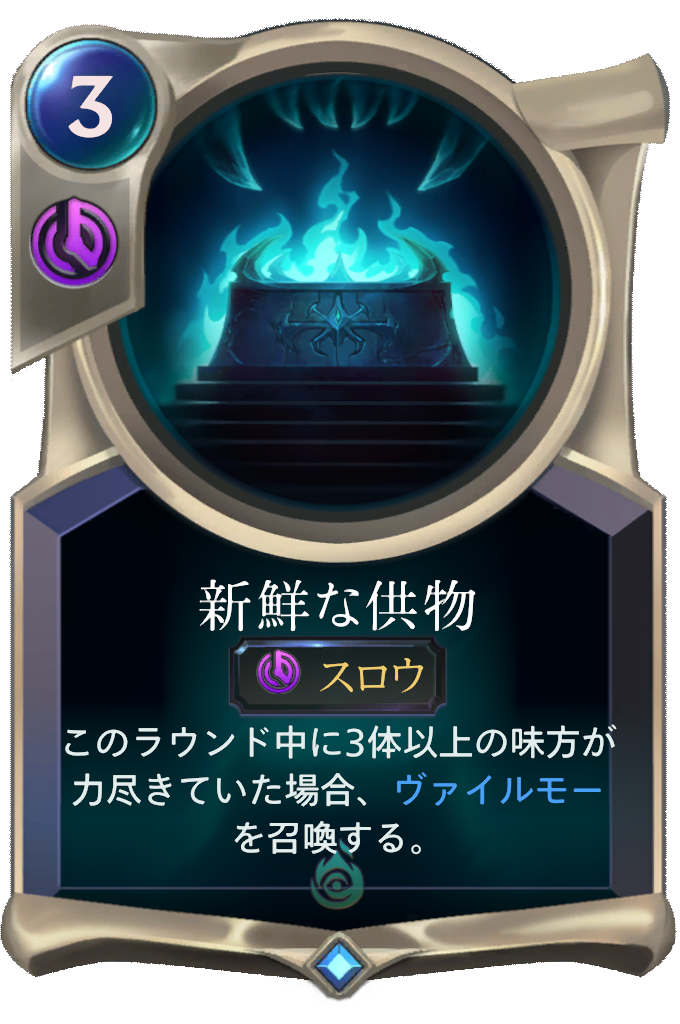 3
新鮮な供物
スロウ
このラウンド中に3体以上の味方が
力尽きていた場合、ヴァイルモー
を召喚する。